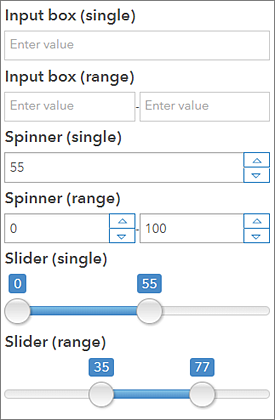 Input box (single)
Enter value
Input box (range)
Enter value - Enter value
Spinner (single)
55
Spinner (range)
0 - 100
Slider (single)
0 55
Slider (range)
35 77